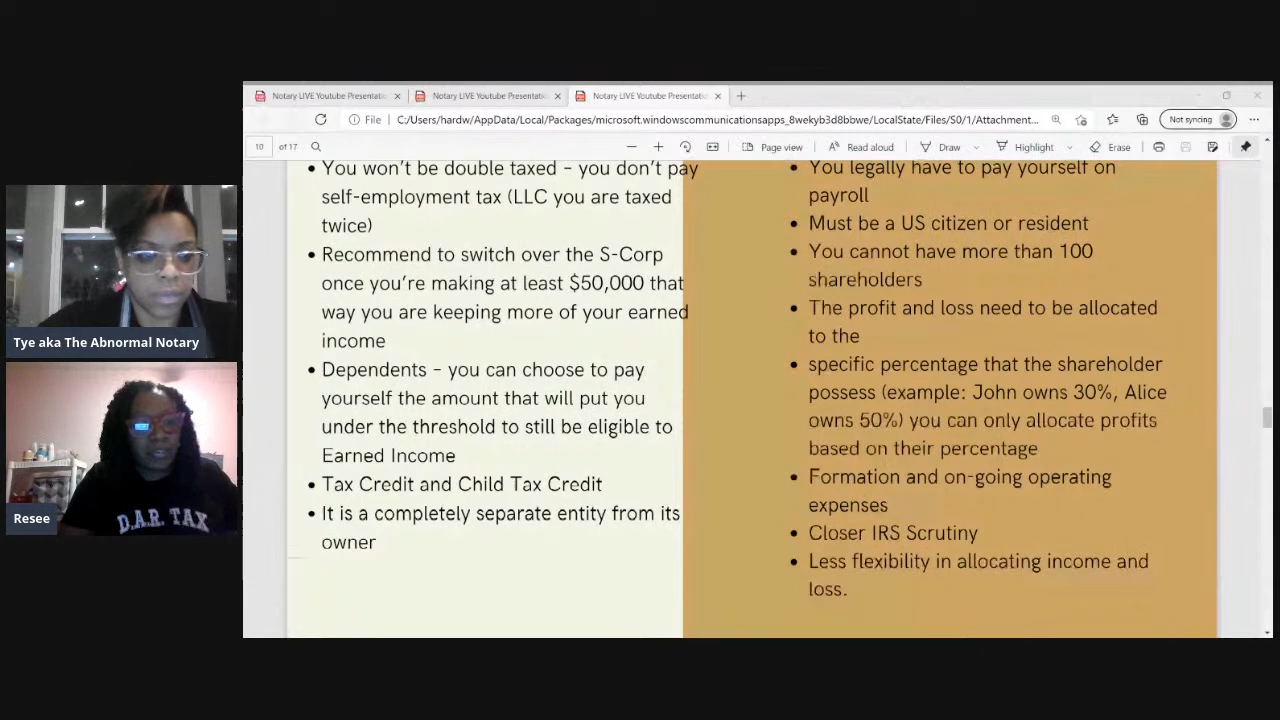 Notary LIVE Youtube Presentatio
Notary LIVE Youtube Presentatio
Notary LIVE Youtube Presentatio
File
C:/Users/hardw/AppData/Local/Packages/microsoft.windowscommunicationsapps_8wekyb3d8bbwe/LocalState/Files/S0/1/Attachment...
Not syncing
10 of 17
Page view
Read aloud
Draw
Highlight
Erase
• You won't be double taxed – you don't pay
self-employment tax (LLC you are taxed
twice)
• Recommend to switch over the S-Corp
once you're making at least $50,000 that
way you are keeping more of your earned
income
• Dependents – you can choose to pay
yourself the amount that will put you
under the threshold to still be eligible to
Earned Income
• Tax Credit and Child Tax Credit
• It is a completely separate entity from its
owner
• You legally have to pay yourself on
payroll
• Must be a US citizen or resident
• You cannot have more than 100
shareholders
• The profit and loss need to be allocated
to the
• specific percentage that the shareholder
possess (example: John owns 30%, Alice
owns 50%) you can only allocate profits
based on their percentage
• Formation and on-going operating
expenses
• Closer IRS Scrutiny
• Less flexibility in allocating income and
loss.
Tye aka The Abnormal Notary
D.A.R. TAX
Resee